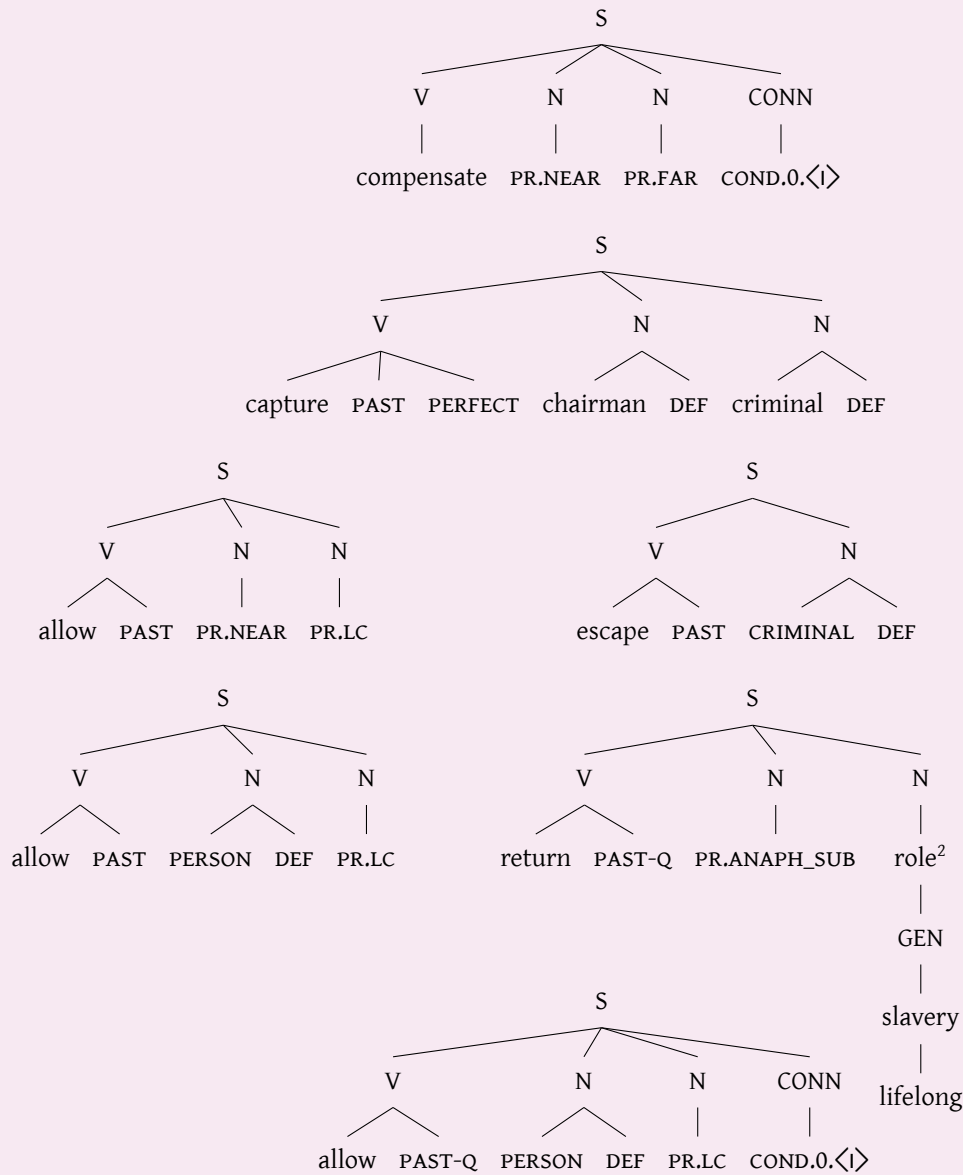 S
V N N CONN
compensate PR.NEAR PR.FAR COND.0.<I>
S
V N N
capture PAST PERFECT chairman DEF criminal DEF
S S
V N N V N
allow PAST PR.NEAR PR.LC escape PAST CRIMINAL DEF
S S
V N N V N N
allow PAST PERSON DEF PR.LC return PAST-Q PR.ANAPH_SUB role²
GEN
S slavery
V N N CONN lifelong
allow PAST-Q PERSON DEF PR.LC COND.0.<I>